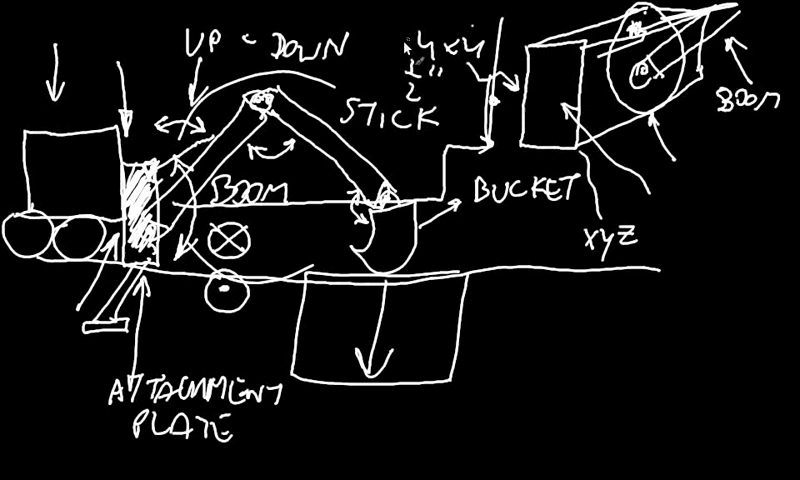 UP - DOWN
4x4
1"
2
STICK
BOOM
BOOM
BUCKET
XYZ
ATTACHMENT
PLATE